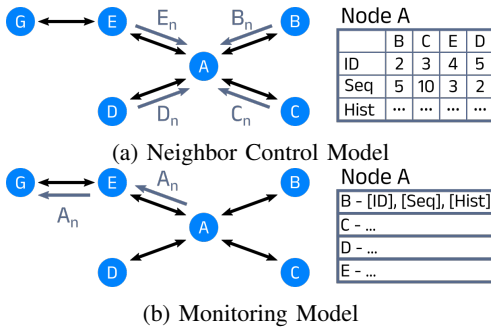 G E Eₙ Bₙ B
A
D Dₙ Cₙ C
Node A
B C E D
ID 2 3 4 5
Seq 5 10 3 2
Hist ... ... ... ...
(a) Neighbor Control Model
G E Aₙ B
Aₙ
A
D C
Node A
B - [ID], [Seq], [Hist]
C - ...
D - ...
E - ...
(b) Monitoring Model